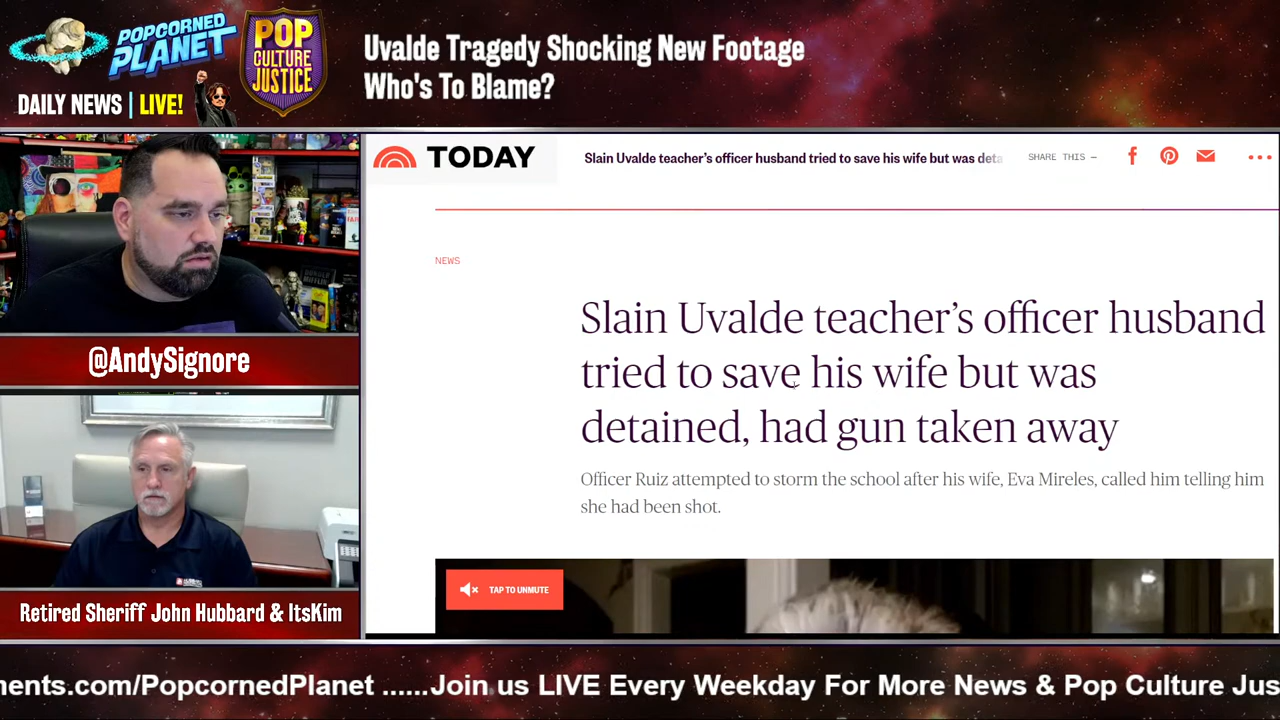 POPCORNED
PLANET
POP
CULTURE
JUSTICE
DAILY NEWS | LIVE!
Uvalde Tragedy Shocking New Footage
Who's To Blame?
TODAY
Slain Uvalde teacher's officer husband tried to save his wife but was deta
SHARE THIS —
NEWS
Slain Uvalde teacher's officer husband
tried to save his wife but was
detained, had gun taken away
Officer Ruiz attempted to storm the school after his wife, Eva Mireles, called him telling him
she had been shot.
TAP TO UNMUTE
@AndySignore
Retired Sheriff John Hubbard & ItsKim
nents.com/PopcornedPlanet ......Join us LIVE Every Weekday For More News & Pop Culture Jus